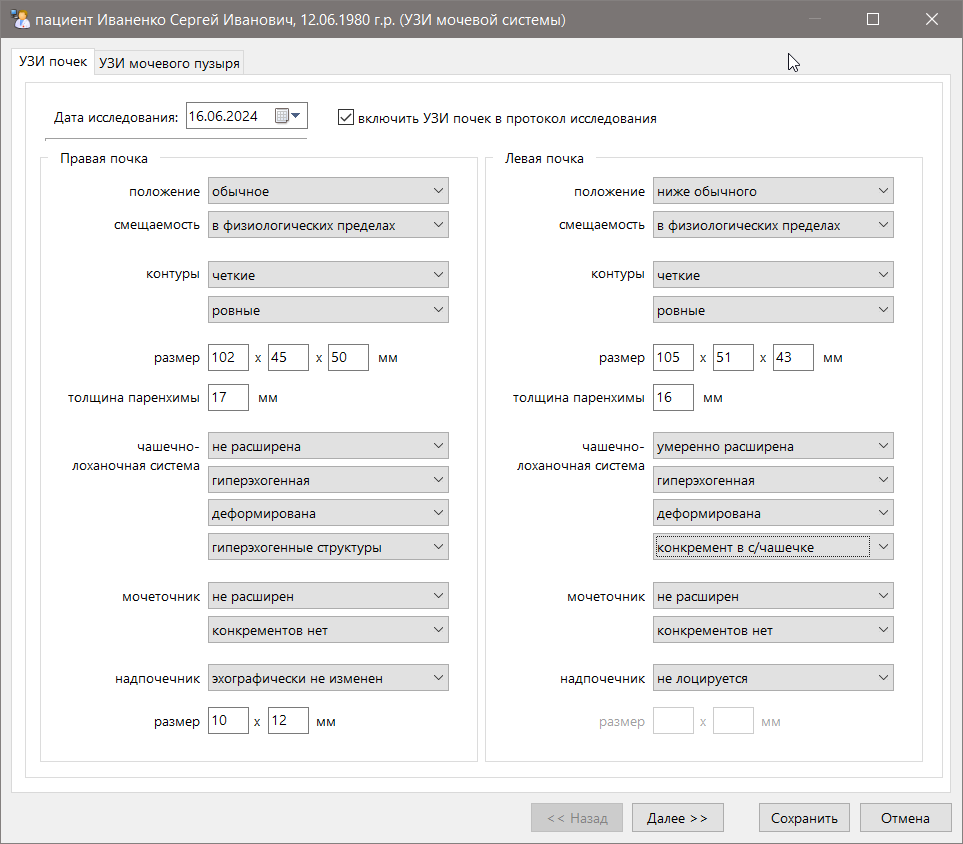 пациент Иваненко Сергей Иванович, 12.06.1980 г.р. (УЗИ мочевой системы)
УЗИ почек УЗИ мочевого пузыря
Дата исследования: 16.06.2024 включить УЗИ почек в протокол исследования
Правая почка
положение обычное
смещаемость в физиологических пределах
контуры четкие
ровные
размер 102 x 45 x 50 мм
толщина паренхимы 17 мм
чашечно- не расширена
лоханочная система
гиперэхогенная
деформирована
гиперэхогенные структуры
мочеточник не расширен
конкрементов нет
надпочечник эхографически не изменен
размер 10 x 12 мм
Левая почка
положение ниже обычного
смещаемость в физиологических пределах
контуры четкие
ровные
размер 105 x 51 x 43 мм
толщина паренхимы 16 мм
чашечно- умеренно расширена
лоханочная система
гиперэхогенная
деформирована
конкремент в с/чашечке
мочеточник не расширен
конкрементов нет
надпочечник не лоцируется
размер x мм
<< Назад Далее >> Сохранить Отмена